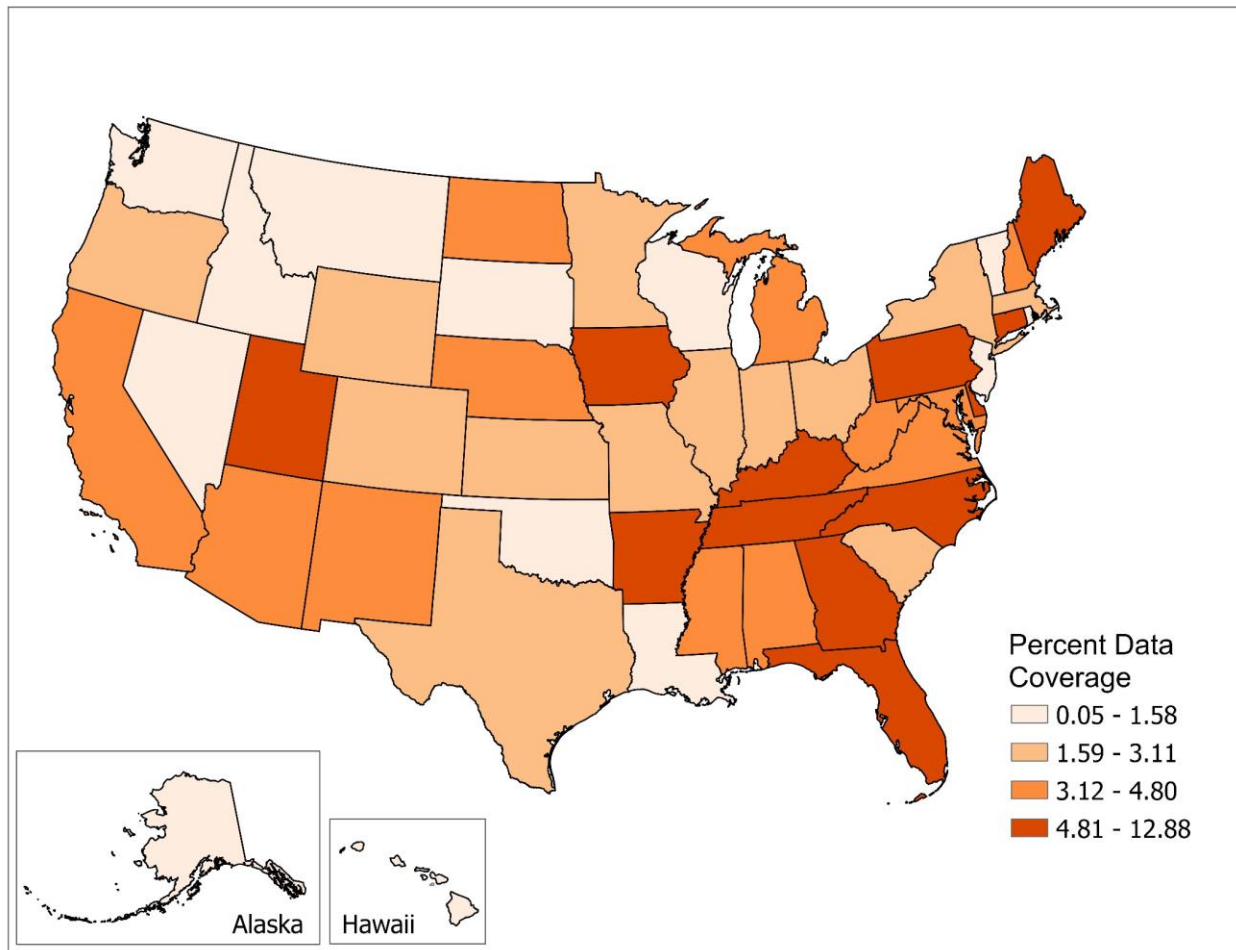 Percent Data
Coverage
0.05 - 1.58
1.59 - 3.11
3.12 - 4.80
4.81 - 12.88
Alaska
Hawaii